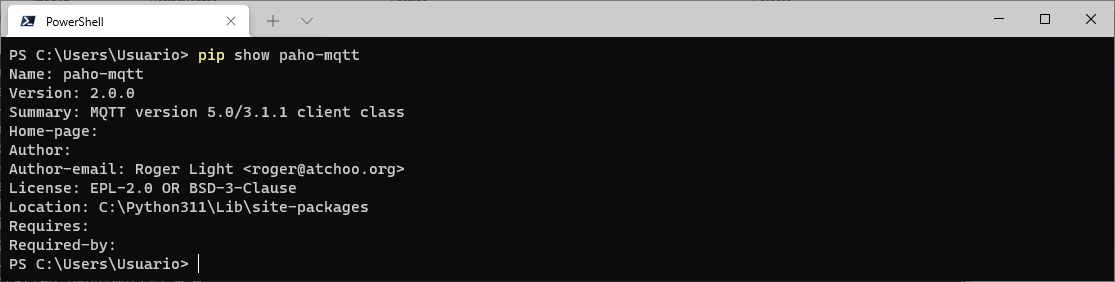 PowerShell
PS C:\Users\Usuario> pip show paho-mqtt
Name: paho-mqtt
Version: 2.0.0
Summary: MQTT version 5.0/3.1.1 client class
Home-page:
Author:
Author-email: Roger Light <roger@atchoo.org>
License: EPL-2.0 OR BSD-3-Clause
Location: C:\Python311\Lib\site-packages
Requires:
Required-by:
PS C:\Users\Usuario>